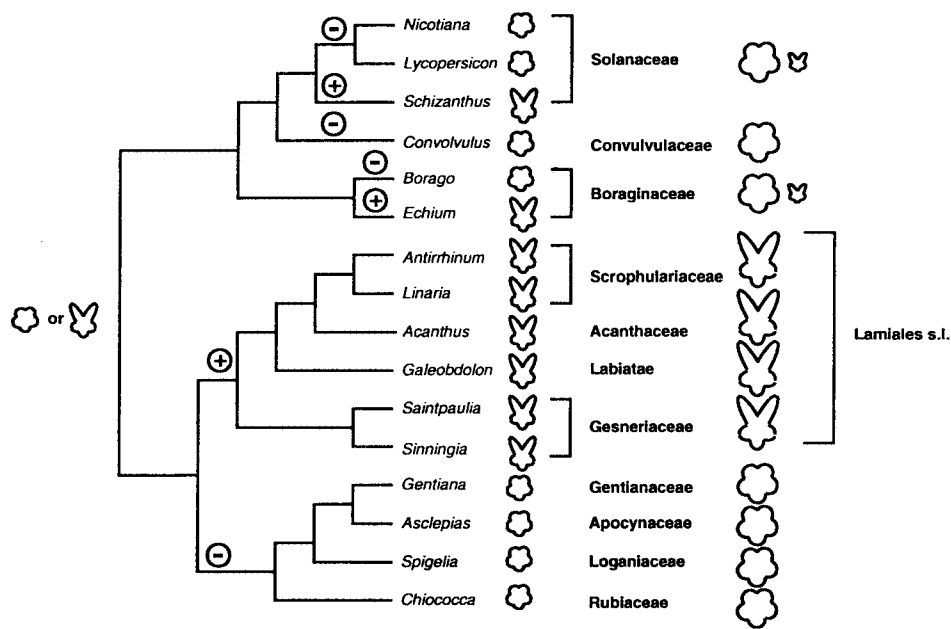 Nicotiana
Lycopersicon
Schizanthus
Convolvulus
Borago
Echium
Antirrhinum
Linaria
Acanthus
Galeobdolon
Saintpaulia
Sinningia
Gentiana
Asclepias
Spigelia
Chiococca
Solanaceae
Convulvulaceae
Boraginaceae
Scrophulariaceae
Acanthaceae
Labiatae
Gesneriaceae
Gentianaceae
Apocynaceae
Loganiaceae
Rubiaceae
Lamiales s.l.
or
−
+
−
−
+
+
−